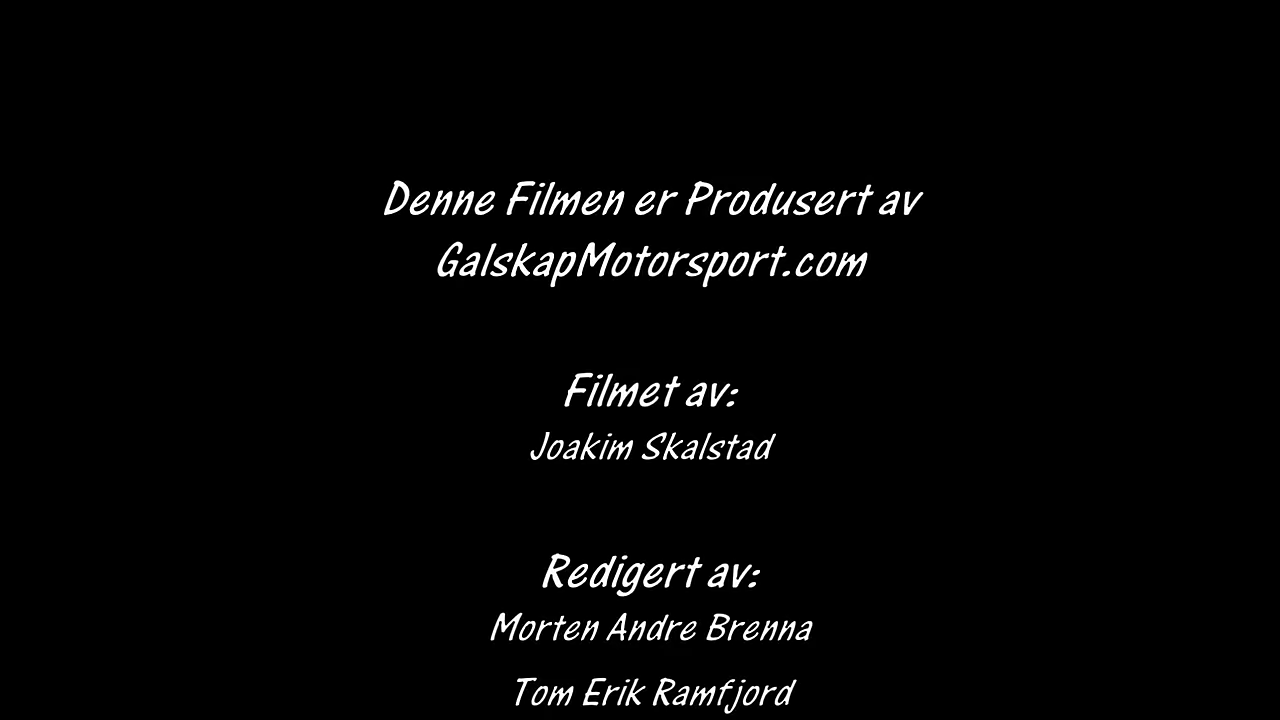 Denne Filmen er Produsert av
GalskapMotorsport.com
Filmet av:
Joakim Skalstad
Redigert av:
Morten Andre Brenna
Tom Erik Ramfjord